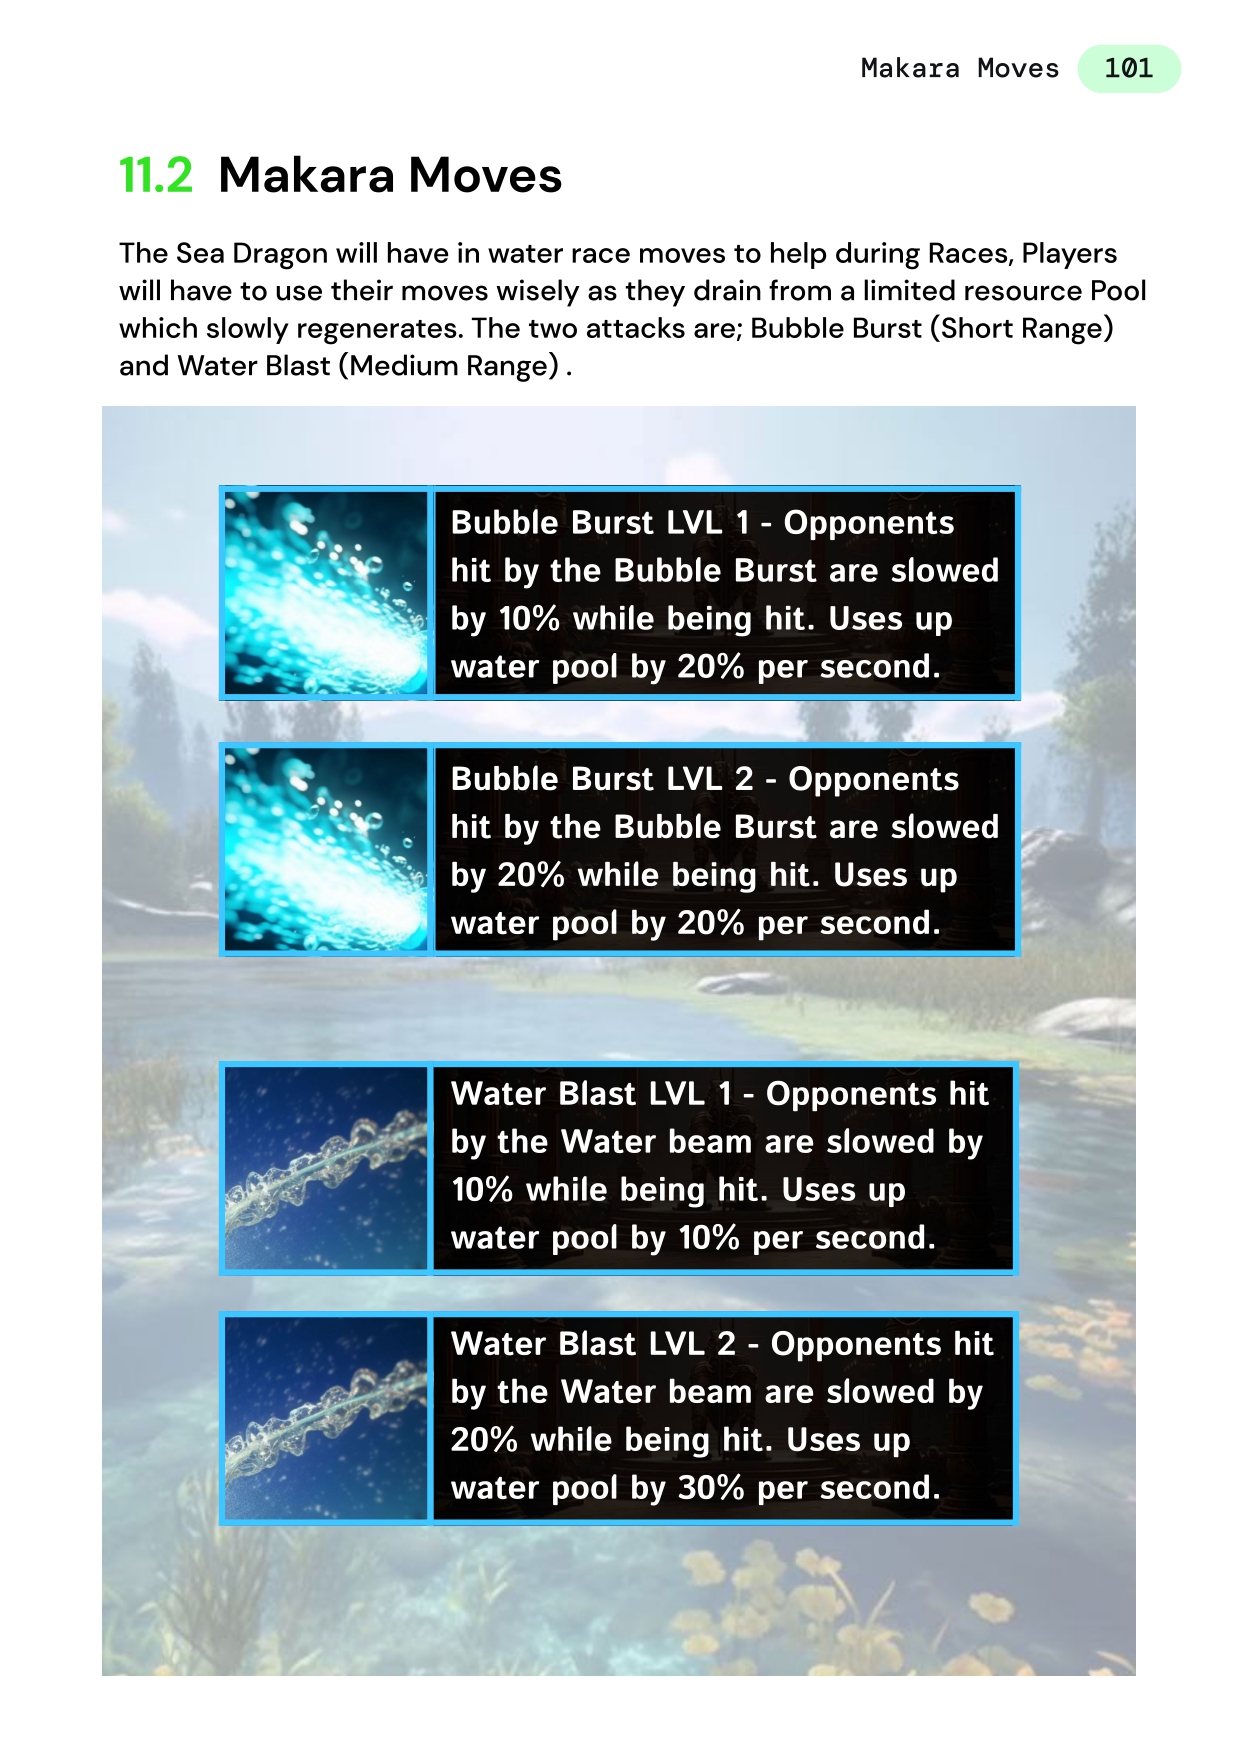 Makara Moves 101
11.2 Makara Moves
The Sea Dragon will have in water race moves to help during Races, Players
will have to use their moves wisely as they drain from a limited resource Pool
which slowly regenerates. The two attacks are; Bubble Burst (Short Range)
and Water Blast (Medium Range) .
Bubble Burst LVL 1 - Opponents
hit by the Bubble Burst are slowed
by 10% while being hit. Uses up
water pool by 20% per second.
Bubble Burst LVL 2 - Opponents
hit by the Bubble Burst are slowed
by 20% while being hit. Uses up
water pool by 20% per second.
Water Blast LVL 1 - Opponents hit
by the Water beam are slowed by
10% while being hit. Uses up
water pool by 10% per second.
Water Blast LVL 2 - Opponents hit
by the Water beam are slowed by
20% while being hit. Uses up
water pool by 30% per second.